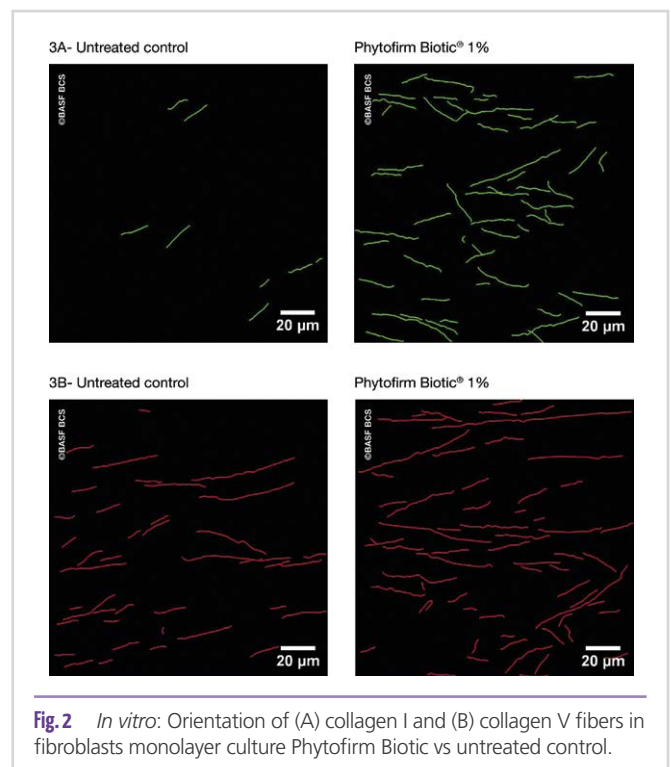 3A- Untreated control
Phytofirm Biotic® 1%
©BASF BCS
20 µm
©BASF BCS
20 µm
3B- Untreated control
Phytofirm Biotic® 1%
©BASF BCS
20 µm
©BASF BCS
20 µm
Fig. 2 In vitro: Orientation of (A) collagen I and (B) collagen V fibers in
fibroblasts monolayer culture Phytofirm Biotic vs untreated control.